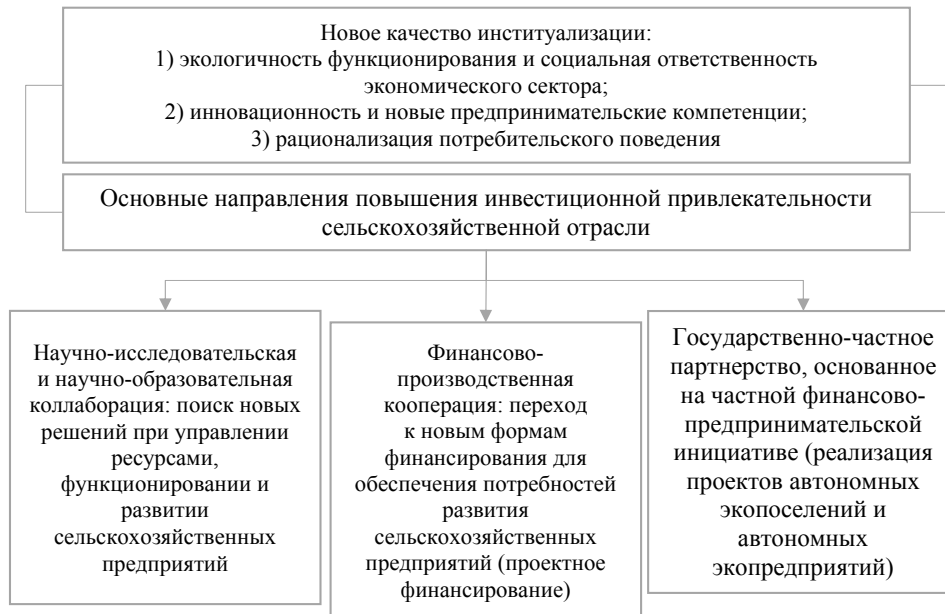 Новое качество институализации:
1) экологичность функционирования и социальная ответственность
экономического сектора;
2) инновационность и новые предпринимательские компетенции;
3) рационализация потребительского поведения
Основные направления повышения инвестиционной привлекательности
сельскохозяйственной отрасли
Научно-исследовательская
и научно-образовательная
коллаборация: поиск новых
решений при управлении
ресурсами,
функционировании и
развитии
сельскохозяйственных
предприятий
Финансово-
производственная
кооперация: переход
к новым формам
финансирования для
обеспечения потребностей
развития
сельскохозяйственных
предприятий (проектное
финансирование)
Государственно-частное
партнерство, основанное
на частной финансово-
предпринимательской
инициативе (реализация
проектов автономных
экопоселений и
автономных
экопредприятий)